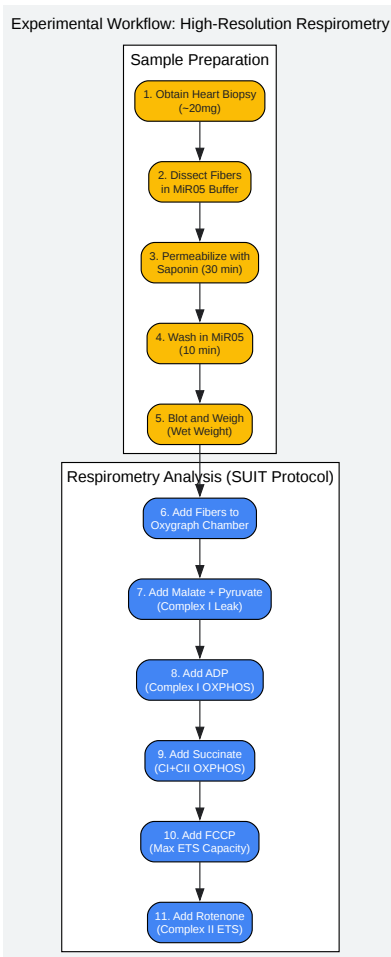 Experimental Workflow: High-Resolution Respirometry
Sample Preparation
1. Obtain Heart Biopsy
(~20mg)
2. Dissect Fibers
in MiR05 Buffer
3. Permeabilize with
Saponin (30 min)
4. Wash in MiR05
(10 min)
5. Blot and Weigh
(Wet Weight)
Respirometry Analysis (SUIT Protocol)
6. Add Fibers to
Oxygraph Chamber
7. Add Malate + Pyruvate
(Complex I Leak)
8. Add ADP
(Complex I OXPHOS)
9. Add Succinate
(CI+CII OXPHOS)
10. Add FCCP
(Max ETS Capacity)
11. Add Rotenone
(Complex II ETS)